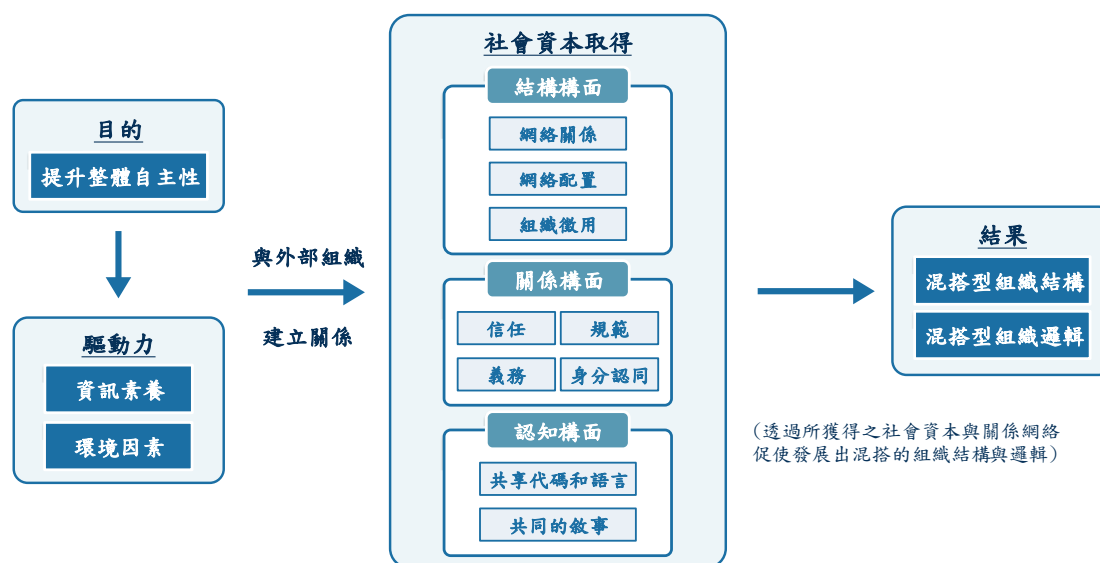 目的
提升整體自主性
驅動力
資訊素養
環境因素
與外部組織
建立關係
社會資本取得
結構構面
網絡關係
網絡配置
組織徵用
關係構面
信任
規範
義務
身分認同
認知構面
共享代碼和語言
共同的敘事
結果
混搭型組織結構
混搭型組織邏輯
(透過所獲得之社會資本與關係網絡
促使發展出混搭的組織結構與邏輯)